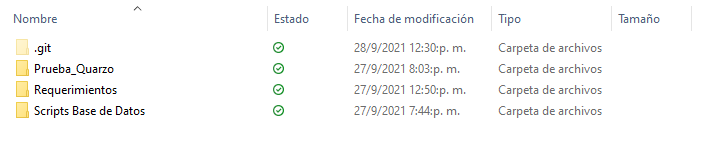 Nombre Estado Fecha de modificación Tipo Tamaño
.git 28/9/2021 12:30:p. m. Carpeta de archivos
Prueba_Quarzo 27/9/2021 8:03:p. m. Carpeta de archivos
Requerimientos 27/9/2021 12:50:p. m. Carpeta de archivos
Scripts Base de Datos 27/9/2021 7:44:p. m. Carpeta de archivos